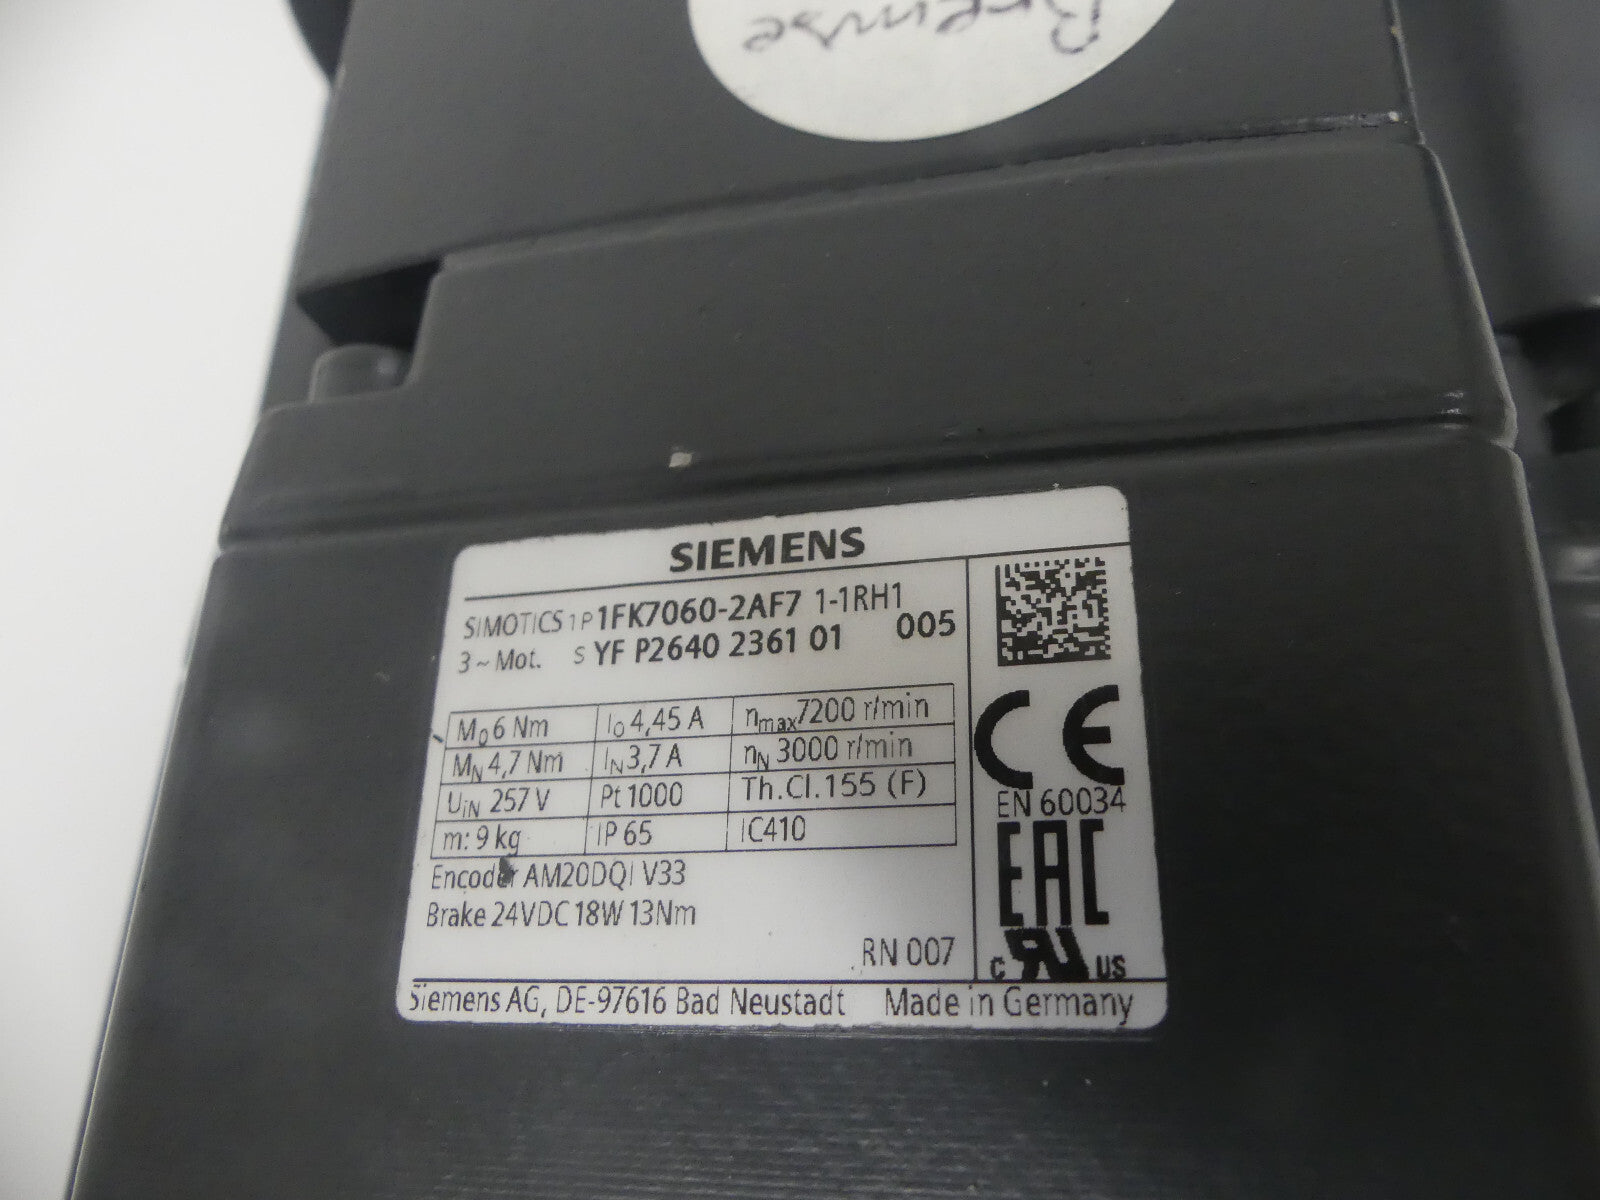 Bremse
SIEMENS
SIMOTICS 1P 1FK7060-2AF7 1-1RH1
3 ~ Mot. S YF P2640 2361 01 005
M0 6 Nm I0 4,45 A nmax 7200 r/min
MN 4,7 Nm IN 3,7 A nN 3000 r/min
UiN 257 V Pt 1000 Th.Cl.155 (F)
m: 9 kg IP 65 IC410
Encoder AM20DQI V33
Brake 24VDC 18W 13Nm
RN 007
CE
EN 60034
EAC
c RU US
Siemens AG, DE-97616 Bad Neustadt Made in Germany